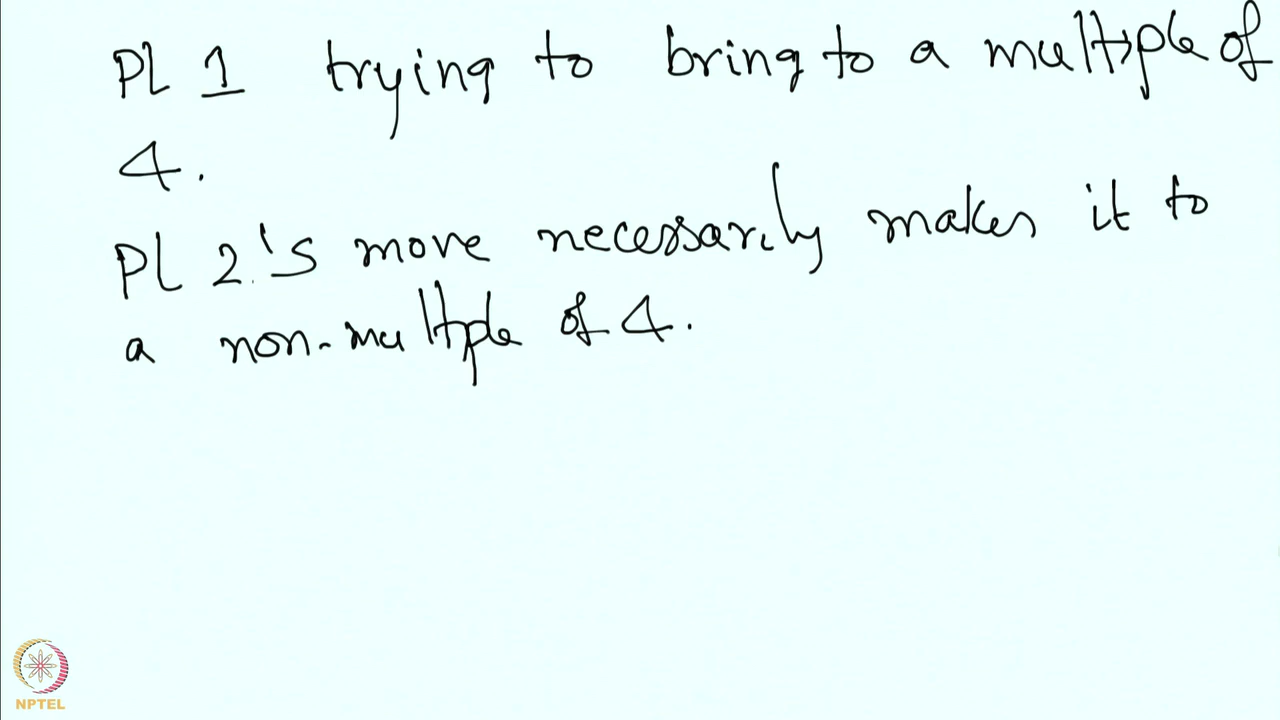 Pl 1 trying to bring to a multiple of
4.
Pl 2's move necessarily makes it to
a non-multiple of 4.
NPTEL